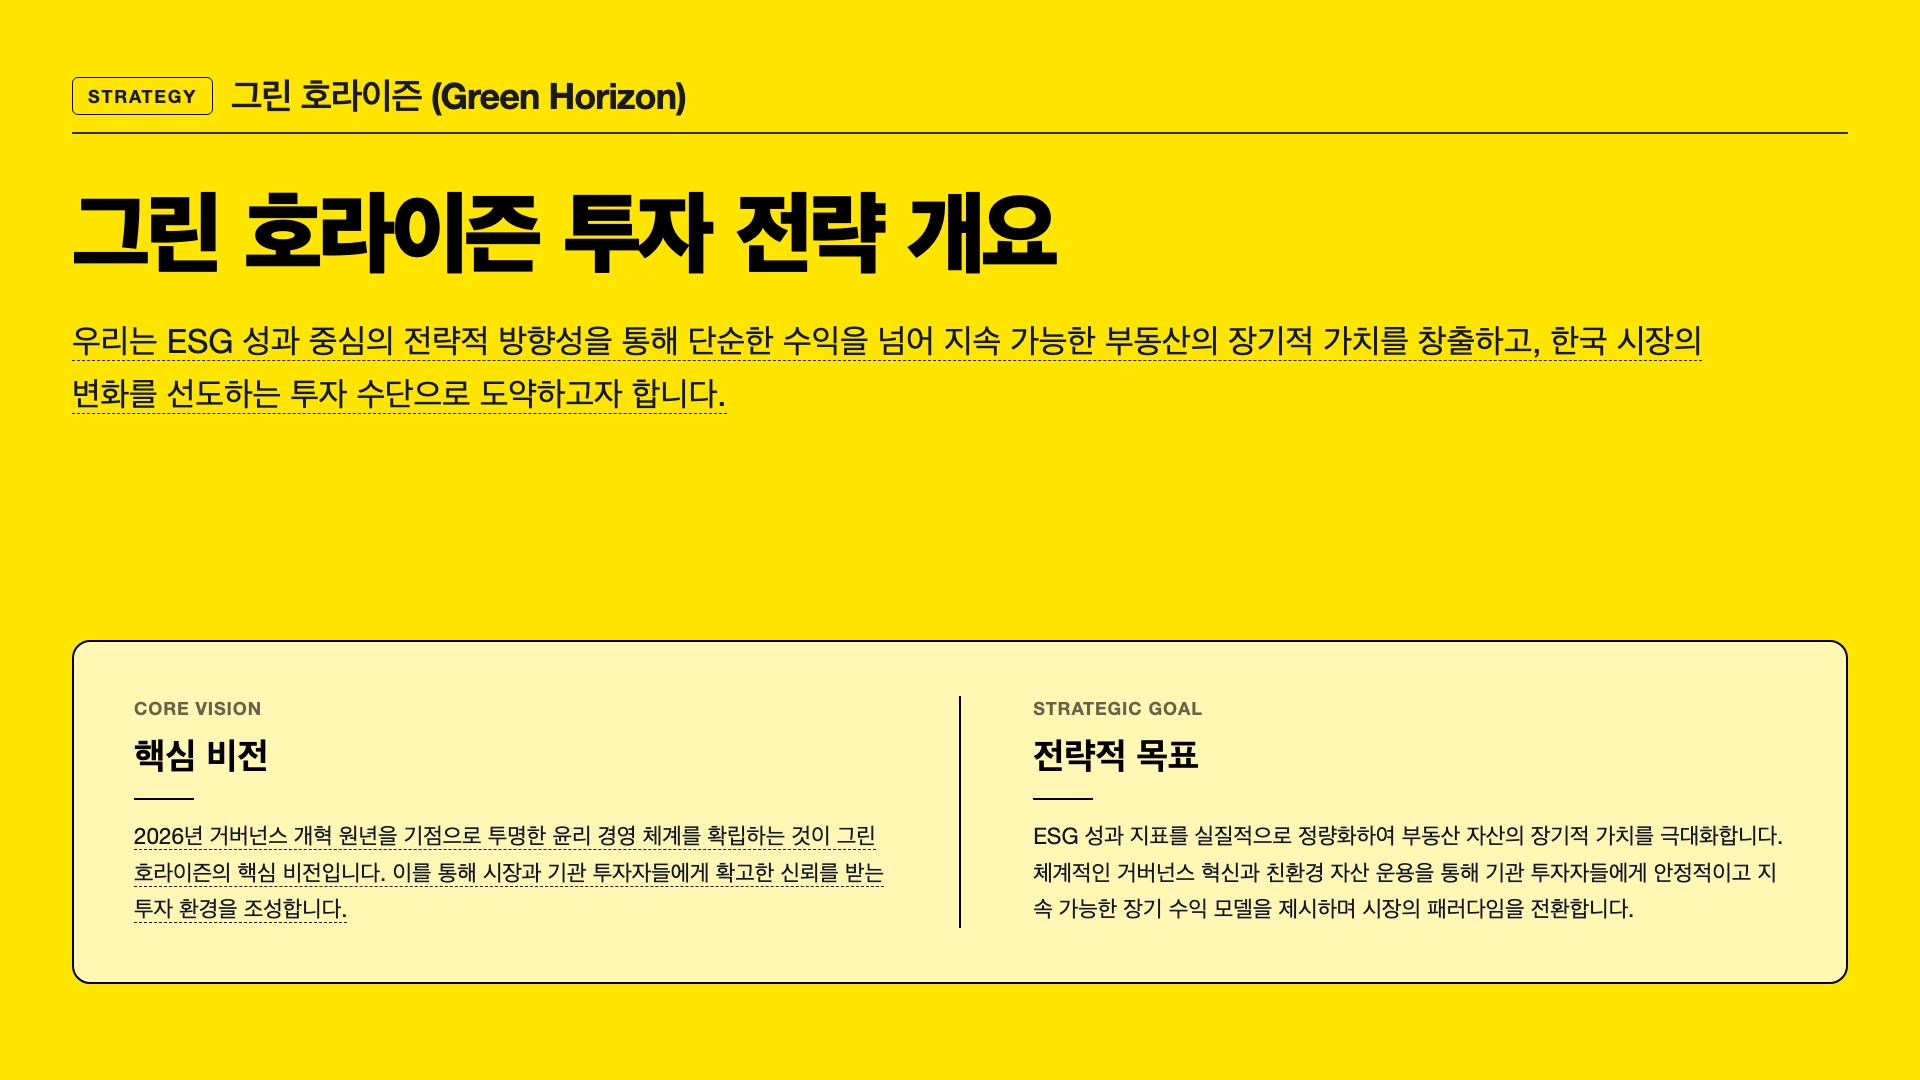 STRATEGY 그린 호라이즌 (Green Horizon)
그린 호라이즌 투자 전략 개요
우리는 ESG 성과 중심의 전략적 방향성을 통해 단순한 수익을 넘어 지속 가능한 부동산의 장기적 가치를 창출하고, 한국 시장의
변화를 선도하는 투자 수단으로 도약하고자 합니다.
CORE VISION
핵심 비전
2026년 거버넌스 개혁 원년을 기점으로 투명한 윤리 경영 체계를 확립하는 것이 그린
호라이즌의 핵심 비전입니다. 이를 통해 시장과 기관 투자자들에게 확고한 신뢰를 받는
투자 환경을 조성합니다.
STRATEGIC GOAL
전략적 목표
ESG 성과 지표를 실질적으로 정량화하여 부동산 자산의 장기적 가치를 극대화합니다.
체계적인 거버넌스 혁신과 친환경 자산 운용을 통해 기관 투자자들에게 안정적이고 지
속 가능한 장기 수익 모델을 제시하며 시장의 패러다임을 전환합니다.